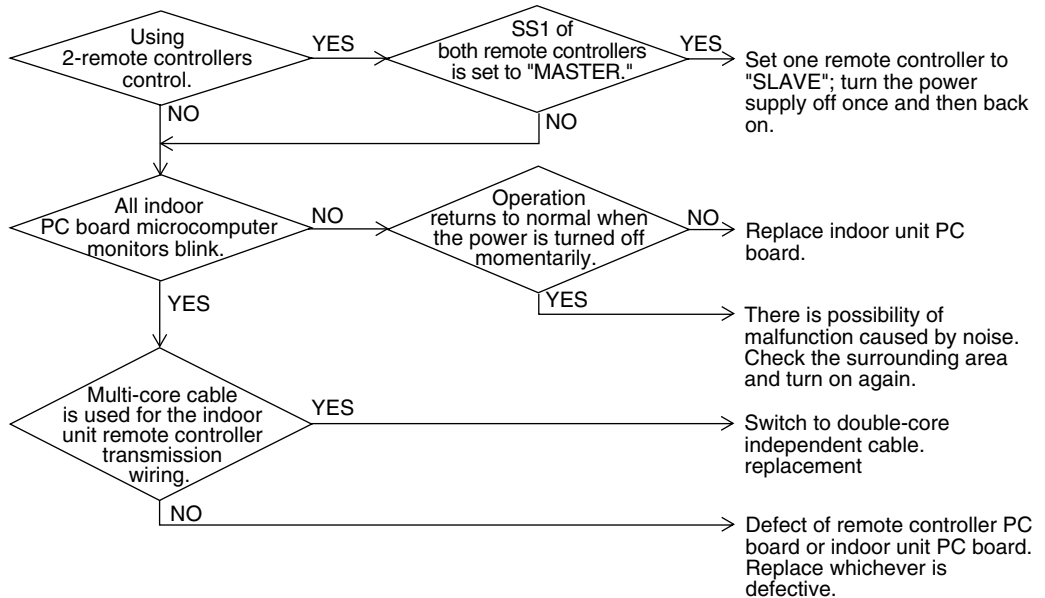 Using
2-remote controllers
control.
YES
SS1 of
both remote controllers
is set to "MASTER."
YES
Set one remote controller to
"SLAVE"; turn the power
supply off once and then back
on.
NO
NO
All indoor
PC board microcomputer
monitors blink.
NO
Operation
returns to normal when
the power is turned off
momentarily.
NO
Replace indoor unit PC
board.
YES
YES
There is possibility of
malfunction caused by noise.
Check the surrounding area
and turn on again.
Multi-core cable
is used for the indoor
unit remote controller
transmission
wiring.
YES
Switch to double-core
independent cable.
replacement
NO
Defect of remote controller PC
board or indoor unit PC board.
Replace whichever is
defective.